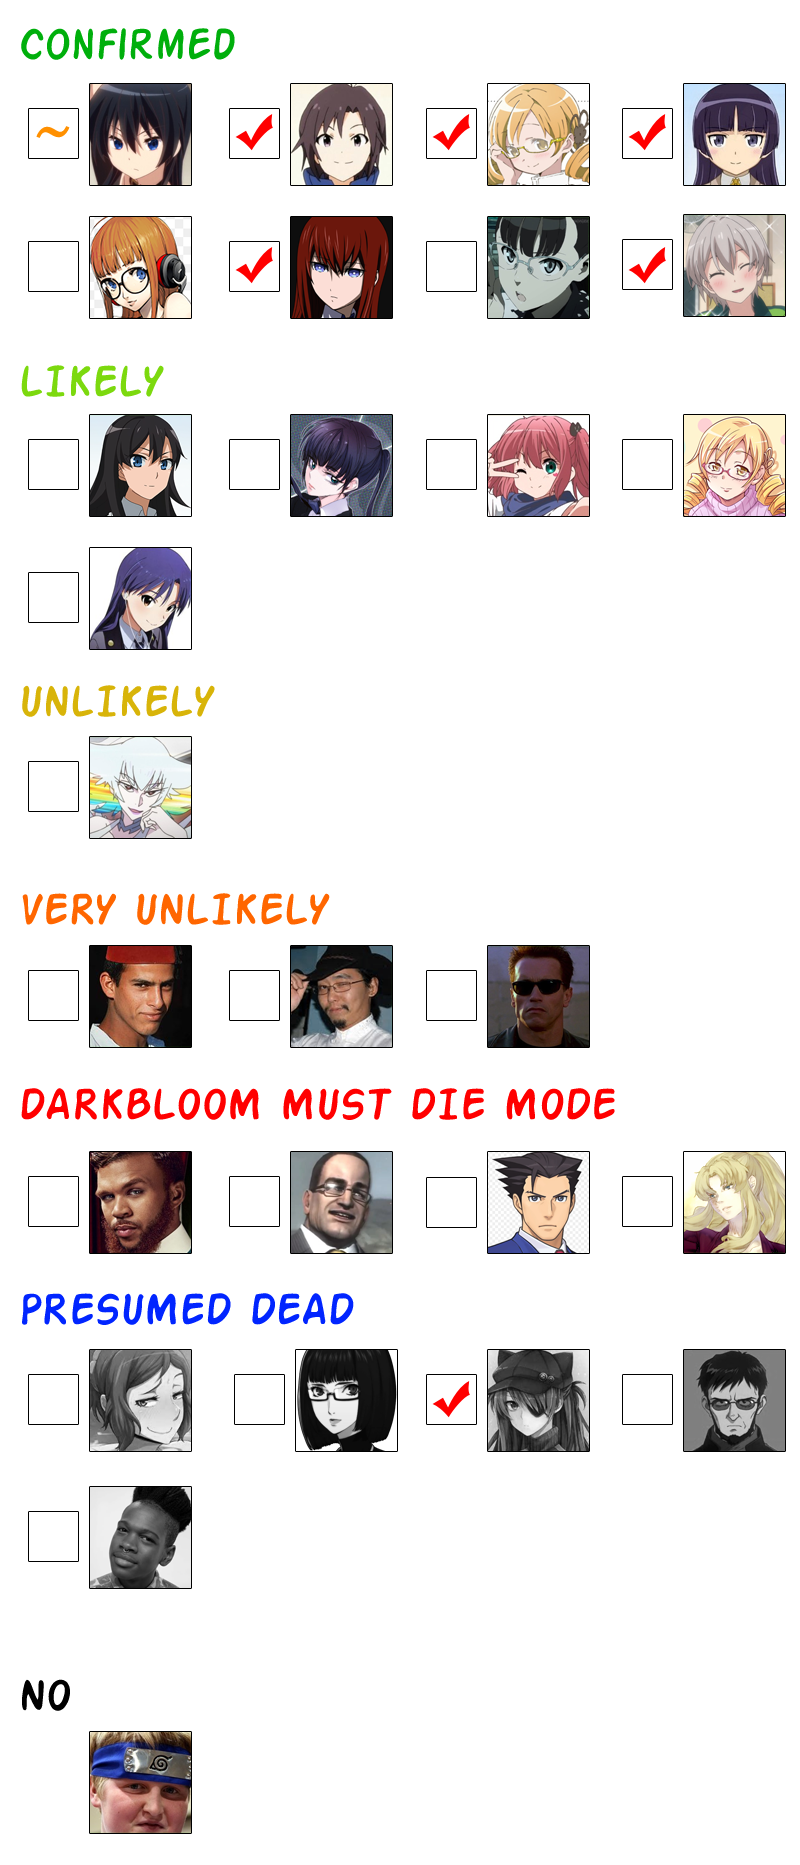 CONFIRMED
~
LIKELY
UNLIKELY
VERY UNLIKELY
DARKBLOOM MUST DIE MODE
PRESUMED DEAD
NO